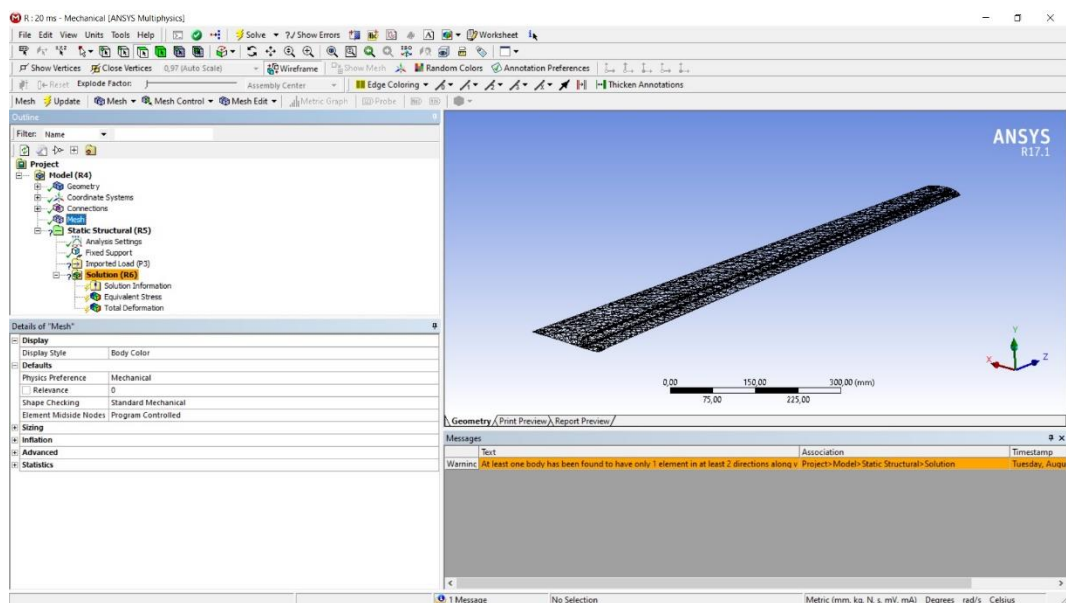 R : 20 ms - Mechanical [ANSYS Multiphysics]
File Edit View Units Tools Help Solve ?/ Show Errors Worksheet
Show Vertices Close Vertices 0,97 (Auto Scale) Wireframe Show Mesh Random Colors Annotation Preferences
Reset Explode Factor: Assembly Center Edge Coloring Thicken Annotations
Mesh Update Mesh Mesh Control Mesh Edit Metric Graph Probe
Outline
Filter: Name
Project
Model (R4)
Geometry
Coordinate Systems
Connections
Mesh
Static Structural (R5)
Analysis Settings
Fixed Support
Imported Load (P3)
Solution (R6)
Solution Information
Equivalent Stress
Total Deformation
Details of "Mesh"
Display
Display Style Body Color
Defaults
Physics Preference Mechanical
Relevance 0
Shape Checking Standard Mechanical
Element Midside Nodes Program Controlled
Sizing
Inflation
Advanced
Statistics
ANSYS
R17.1
Y
X
Z
0,00 150,00 300,00 (mm)
75,00 225,00
Geometry Print Preview Report Preview
Messages
Text Association Timestamp
Warning At least one body has been found to have only 1 element in at least 2 directions along v Project>Model>Static Structural>Solution Tuesday, Augu
1 Message No Selection Metric (mm, kg, N, s, mV, mA) Degrees rad/s Celsius